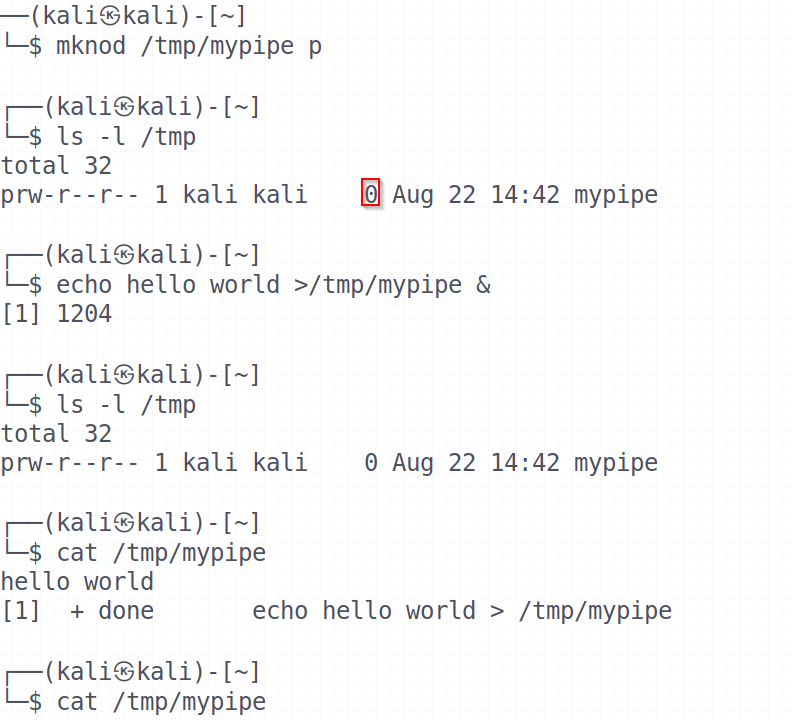 ──(kali㉿kali)-[~]
└─$ mknod /tmp/mypipe p
┌──(kali㉿kali)-[~]
└─$ ls -l /tmp
total 32
prw-r--r-- 1 kali kali    0 Aug 22 14:42 mypipe
┌──(kali㉿kali)-[~]
└─$ echo hello world >/tmp/mypipe &
[1] 1204
┌──(kali㉿kali)-[~]
└─$ ls -l /tmp
total 32
prw-r--r-- 1 kali kali    0 Aug 22 14:42 mypipe
┌──(kali㉿kali)-[~]
└─$ cat /tmp/mypipe
hello world
[1]  + done       echo hello world > /tmp/mypipe
┌──(kali㉿kali)-[~]
└─$ cat /tmp/mypipe